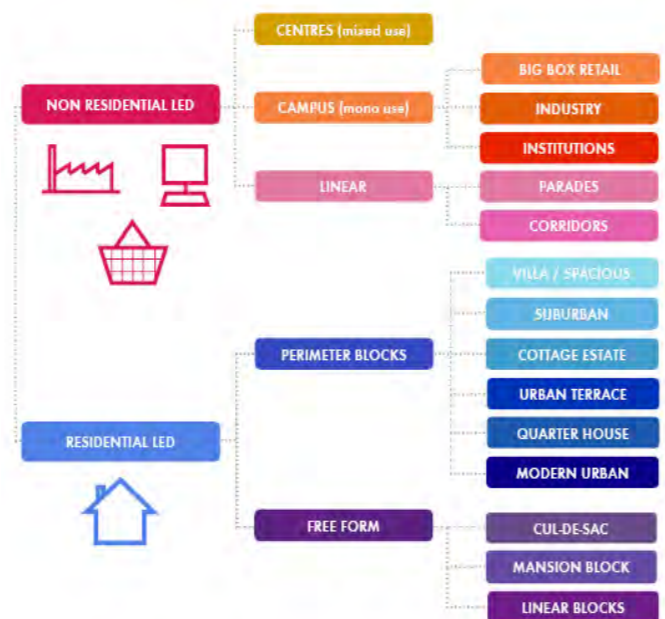 CENTRES (mixed use)
NON RESIDENTIAL LED
CAMPUS (mono use)
BIG BOX RETAIL
INDUSTRY
INSTITUTIONS
LINEAR
PARADES
CORRIDORS
RESIDENTIAL LED
PERIMETER BLOCKS
VILLA / SPACIOUS
SUBURBAN
COTTAGE ESTATE
URBAN TERRACE
QUARTER HOUSE
MODERN URBAN
FREE FORM
CUL-DE-SAC
MANSION BLOCK
LINEAR BLOCKS